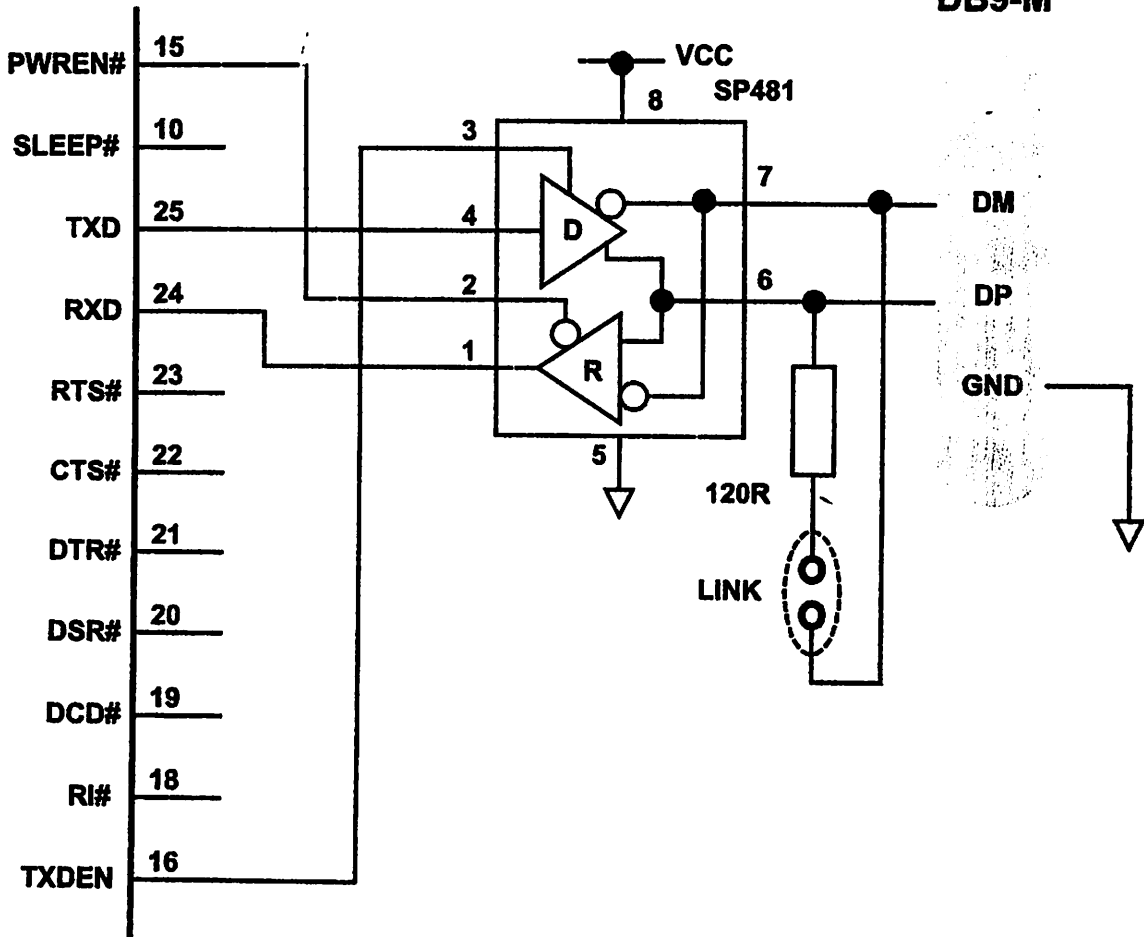 DB9-M
PWREN# 15
VCC
SP481
8
SLEEP# 10
3
7
TXD 25
4
D
DM
2
6
DP
RXD 24
1
R
GND
RTS# 23
5
CTS# 22
120R
DTR# 21
LINK
DSR# 20
DCD# 19
RI# 18
TXDEN 16